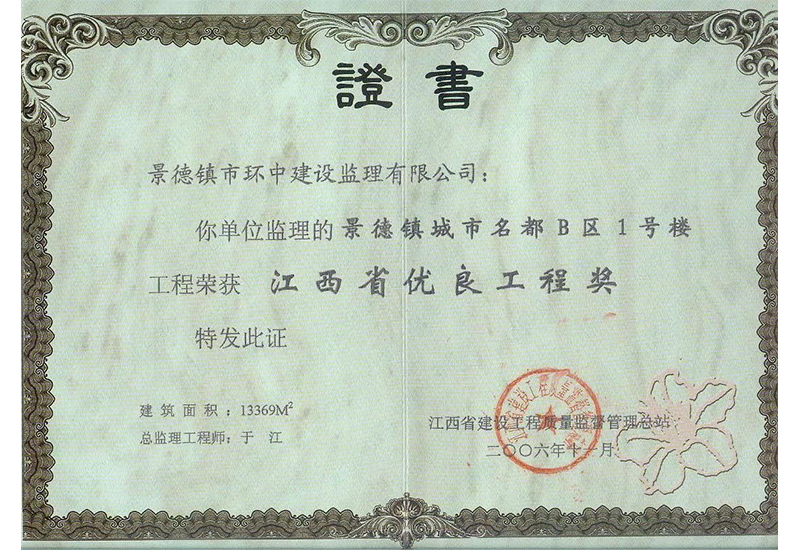 證書
景德镇市环中建设监理有限公司：
你单位监理的 景德镇城市名都 B 区 1 号楼
工程荣获 江西省优良工程奖
特发此证
建筑面积：13369M²
总监理工程师：于江
江西省建设工程质量监督管理总站
二〇〇六年十一月